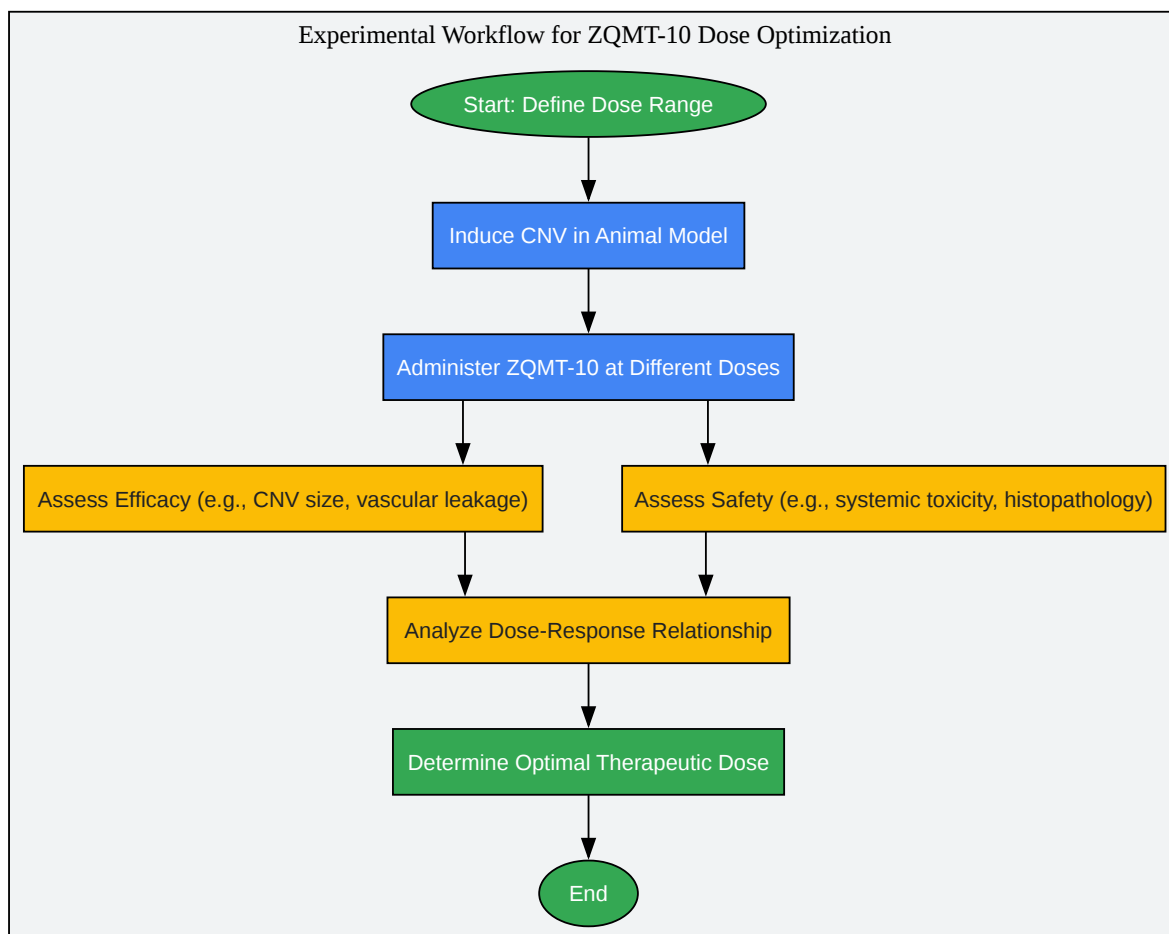 Experimental Workflow for ZQMT-10 Dose Optimization
Start: Define Dose Range
Induce CNV in Animal Model
Administer ZQMT-10 at Different Doses
Assess Efficacy (e.g., CNV size, vascular leakage)
Assess Safety (e.g., systemic toxicity, histopathology)
Analyze Dose-Response Relationship
Determine Optimal Therapeutic Dose
End